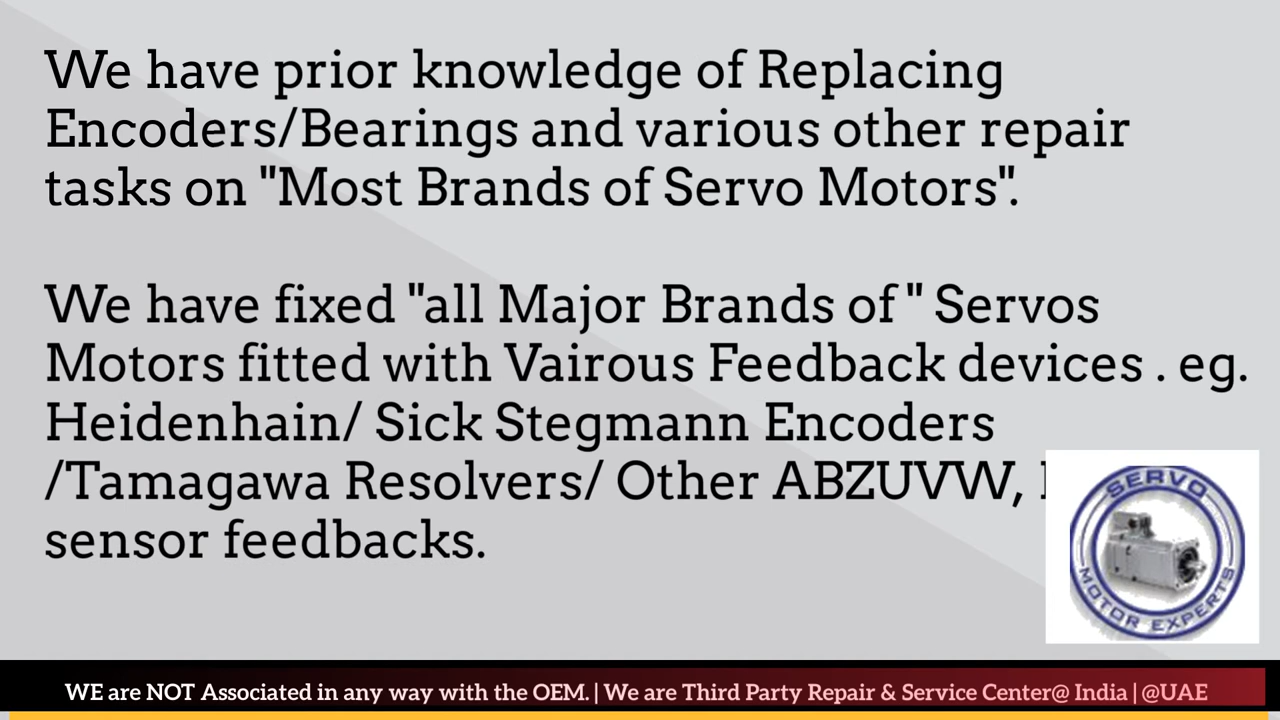 We have prior knowledge of Replacing
Encoders/Bearings and various other repair
tasks on "Most Brands of Servo Motors".
We have fixed "all Major Brands of " Servos
Motors fitted with Vairous Feedback devices . eg.
Heidenhain/ Sick Stegmann Encoders
/Tamagawa Resolvers/ Other ABZUVW,
sensor feedbacks.
SERVO
MOTOR EXPERTS
WE are NOT Associated in any way with the OEM. | We are Third Party Repair & Service Center@ India | @UAE